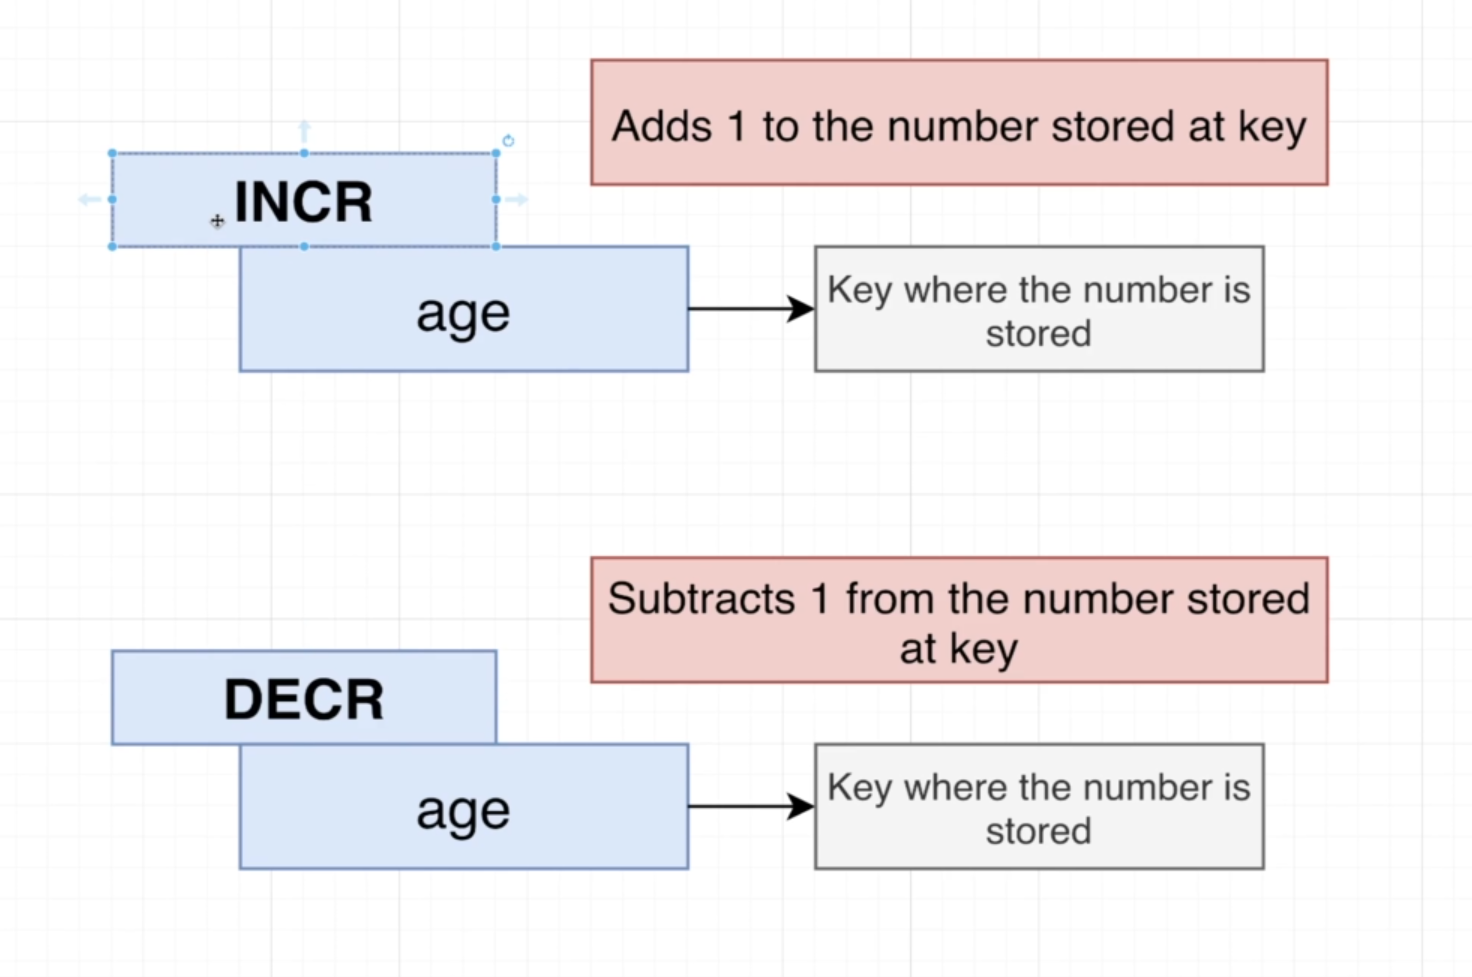 Adds 1 to the number stored at key
INCR
age
Key where the number is
stored
Subtracts 1 from the number stored
at key
DECR
age
Key where the number is
stored